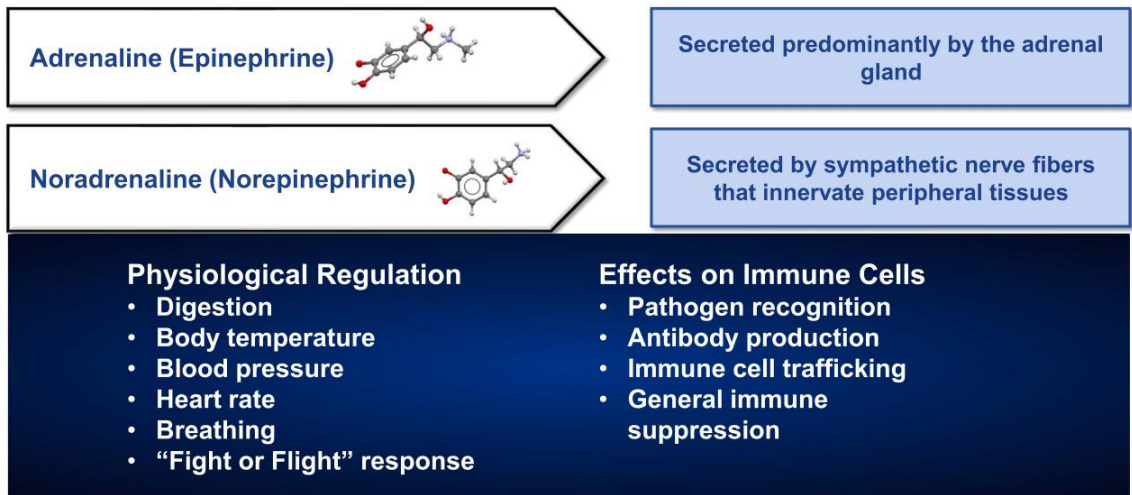 Adrenaline (Epinephrine)
Secreted predominantly by the adrenal
gland
Noradrenaline (Norepinephrine)
Secreted by sympathetic nerve fibers
that innervate peripheral tissues
Physiological Regulation
• Digestion
• Body temperature
• Blood pressure
• Heart rate
• Breathing
• “Fight or Flight” response
Effects on Immune Cells
• Pathogen recognition
• Antibody production
• Immune cell trafficking
• General immune
suppression